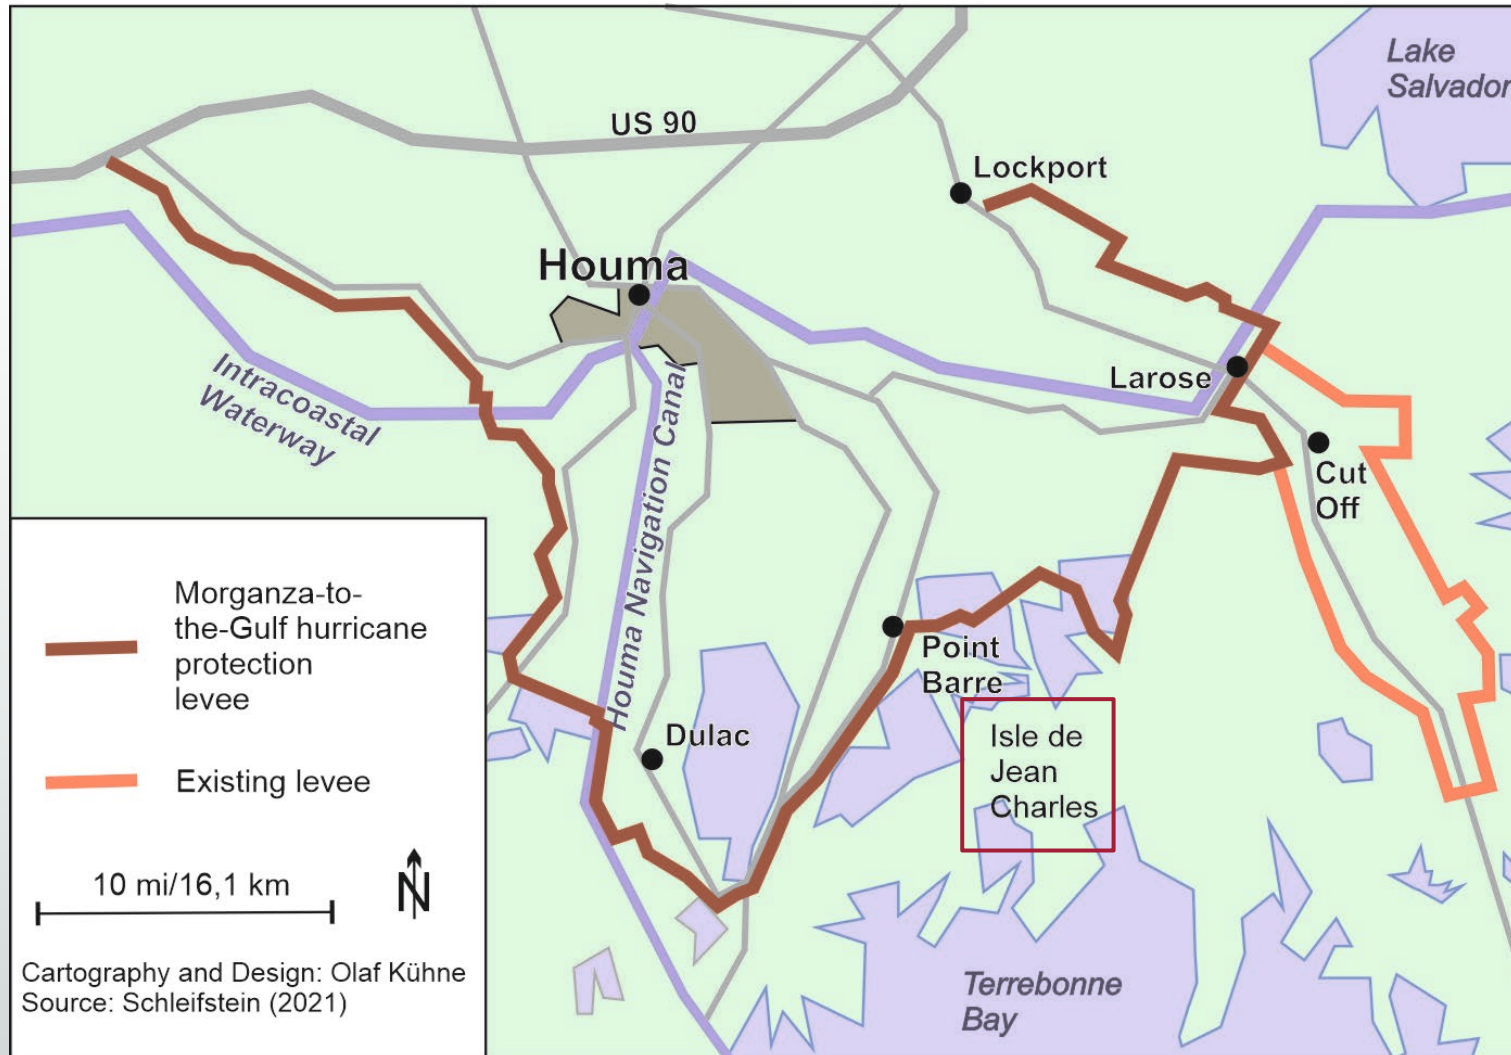 Lake
Salvador
US 90
Lockport
Houma
Larose
Intracoastal
Waterway
Houma Navigation Canal
Cut
Off
Point
Barre
Dulac
Isle de
Jean
Charles
Terrebonne
Bay
Morganza-to-
the-Gulf hurricane
protection
levee
Existing levee
10 mi/16,1 km
N
Cartography and Design: Olaf Kühne
Source: Schleifstein (2021)